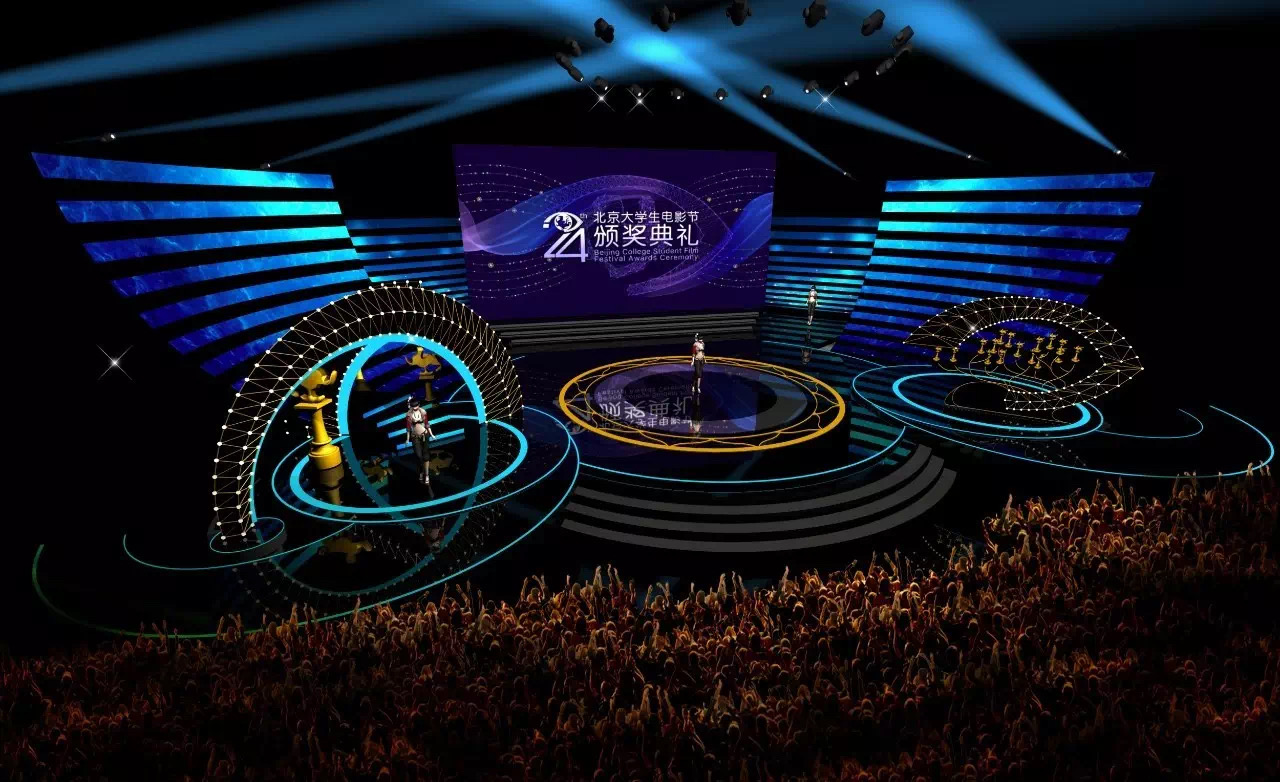 24th
北京大学生电影节
颁奖典礼
Beijing College Student Film
Festival Awards Ceremony